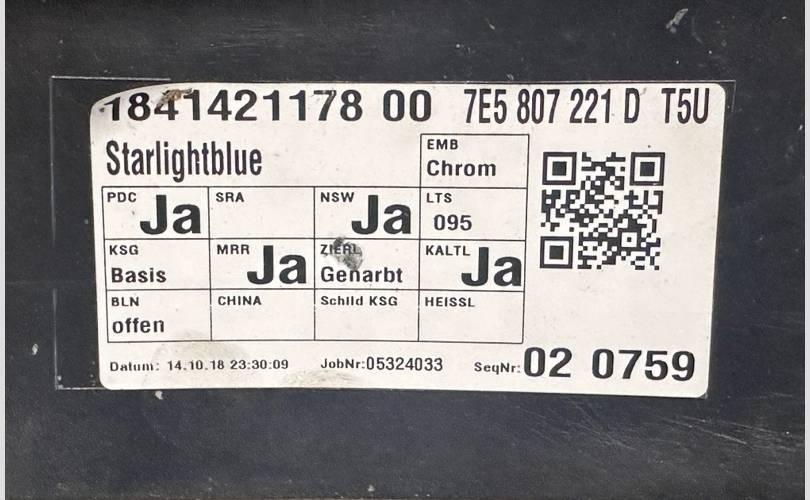 1841421178 00 7E5 807 221 D T5U
Starlightblue
EMB
Chrom
PDC Ja
SRA
NSW Ja
LTS
095
KSG
Basis
MRR Ja
ZIERL
Genarbt
KALTL Ja
BLN
offen
CHINA
Schild KSG
HEISSL
Datum: 14.10.18 23:30:09 JobNr:05324033 SeqNr:02 0759